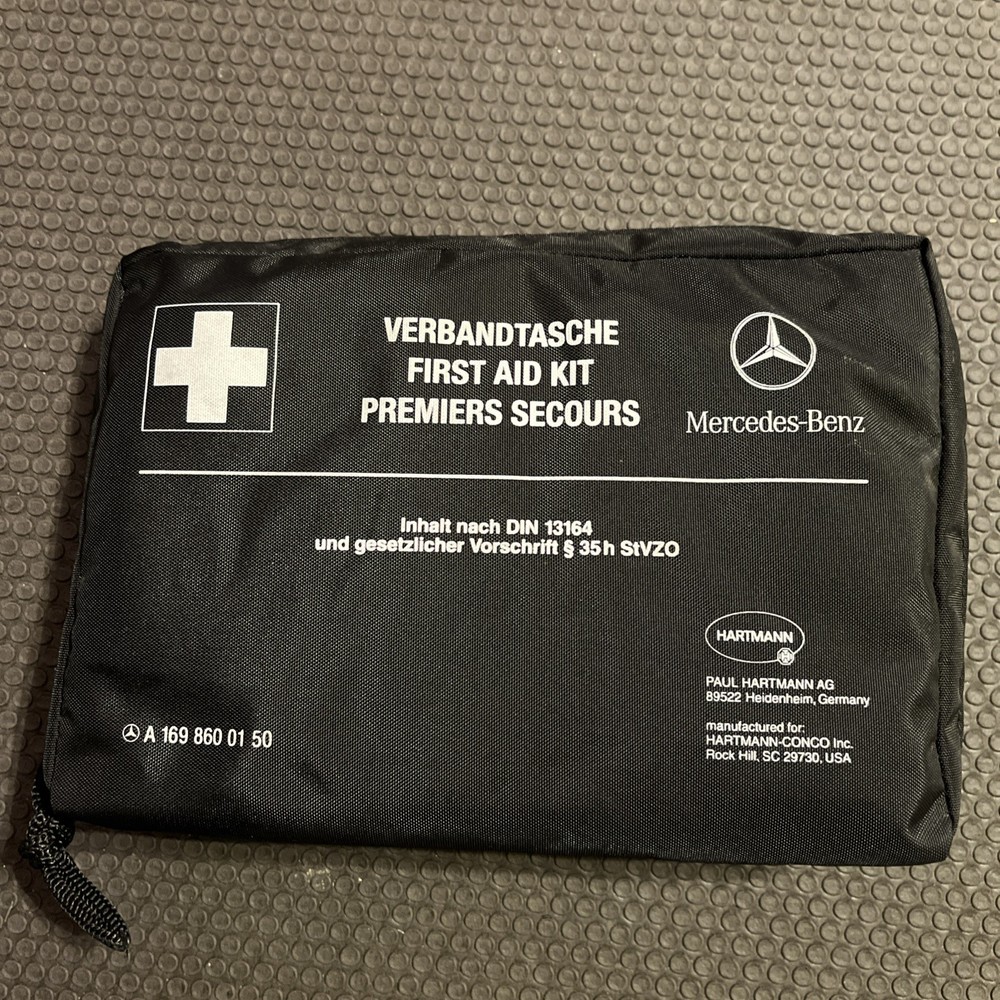 VERBANDTASCHE
FIRST AID KIT
PREMIERS SECOURS
Mercedes-Benz
Inhalt nach DIN 13164
und gesetzlicher Vorschrift § 35h StVZO
HARTMANN
PAUL HARTMANN AG
89522 Heidenheim, Germany
manufactured for:
HARTMANN-CONCO Inc.
Rock Hill, SC 29730, USA
A 169 860 01 50